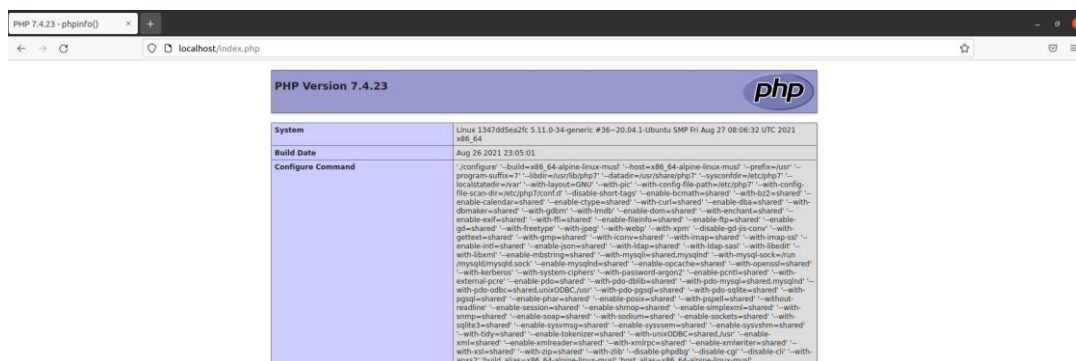 PHP 7.4.23 - phpinfo()
localhost/index.php
PHP Version 7.4.23
php
System
Linux 1347dd5ea2fc 5.11.0-34-generic #36~20.04.1-Ubuntu SMP Fri Aug 27 08:06:32 UTC 2021
x86_64
Build Date
Aug 26 2021 23:05:01
Configure Command
'./configure' '--build=x86_64-alpine-linux-musl' '--host=x86_64-alpine-linux-musl' '--prefix=/usr' '--
program-suffix=7' '--libdir=/usr/lib/php7' '--datadir=/usr/share/php7' '--sysconfdir=/etc/php7' '--
localstatedir=/var' '--with-layout=GNU' '--with-pic' '--with-config-file-path=/etc/php7' '--with-config-
file-scan-dir=/etc/php7/conf.d' '--disable-short-tags' '--enable-bcmath=shared' '--with-bz2=shared' '--
enable-calendar=shared' '--enable-ctype=shared' '--with-curl=shared' '--enable-dba=shared' '--with-
dbmaker=shared' '--with-gdbm' '--with-lmdb' '--enable-dom=shared' '--with-enchant=shared' '--
enable-exif=shared' '--with-ffi=shared' '--enable-fileinfo=shared' '--enable-ftp=shared' '--enable-
gd=shared' '--with-freetype' '--with-jpeg' '--with-webp' '--with-xpm' '--disable-gd-jis-conv' '--with-
gettext=shared' '--with-gmp=shared' '--with-iconv=shared' '--with-imap=shared' '--with-imap-ssl' '--
enable-intl=shared' '--enable-json=shared' '--with-ldap=shared' '--with-ldap-sasl' '--with-libedit' '--
with-libxml' '--enable-mbstring=shared' '--with-mysqli=shared,mysqlnd' '--with-mysql-sock=/run
/mysqld/mysqld.sock' '--enable-mysqlnd=shared' '--enable-opcache=shared' '--with-openssl=shared'
'--with-kerberos' '--with-system-ciphers' '--with-password-argon2' '--enable-pcntl=shared' '--with-
external-pcre' '--enable-pdo=shared' '--with-pdo-dblib=shared' '--with-pdo-mysql=shared,mysqlnd' '--
with-pdo-odbc=shared,unixODBC,/usr' '--with-pdo-pgsql=shared' '--with-pdo-sqlite=shared' '--with-
pgsql=shared' '--enable-phar=shared' '--enable-posix=shared' '--with-pspell=shared' '--without-
readline' '--enable-session=shared' '--enable-shmop=shared' '--enable-simplexml=shared' '--with-
snmp=shared' '--enable-soap=shared' '--with-sodium=shared' '--enable-sockets=shared' '--with-
sqlite3=shared' '--enable-sysvmsg=shared' '--enable-sysvsem=shared' '--enable-sysvshm=shared'
'--with-tidy=shared' '--enable-tokenizer=shared' '--with-unixODBC=shared,/usr' '--enable-
xml=shared' '--enable-xmlreader=shared' '--with-xmlrpc=shared' '--enable-xmlwriter=shared' '--
with-xsl=shared' '--with-zip=shared' '--with-zlib' '--disable-phpdbg' '--disable-cgi' '--disable-cli' '--with-
apxs2' 'build_alias=x86_64-alpine-linux-musl' 'host_alias=x86_64-alpine-linux-musl'